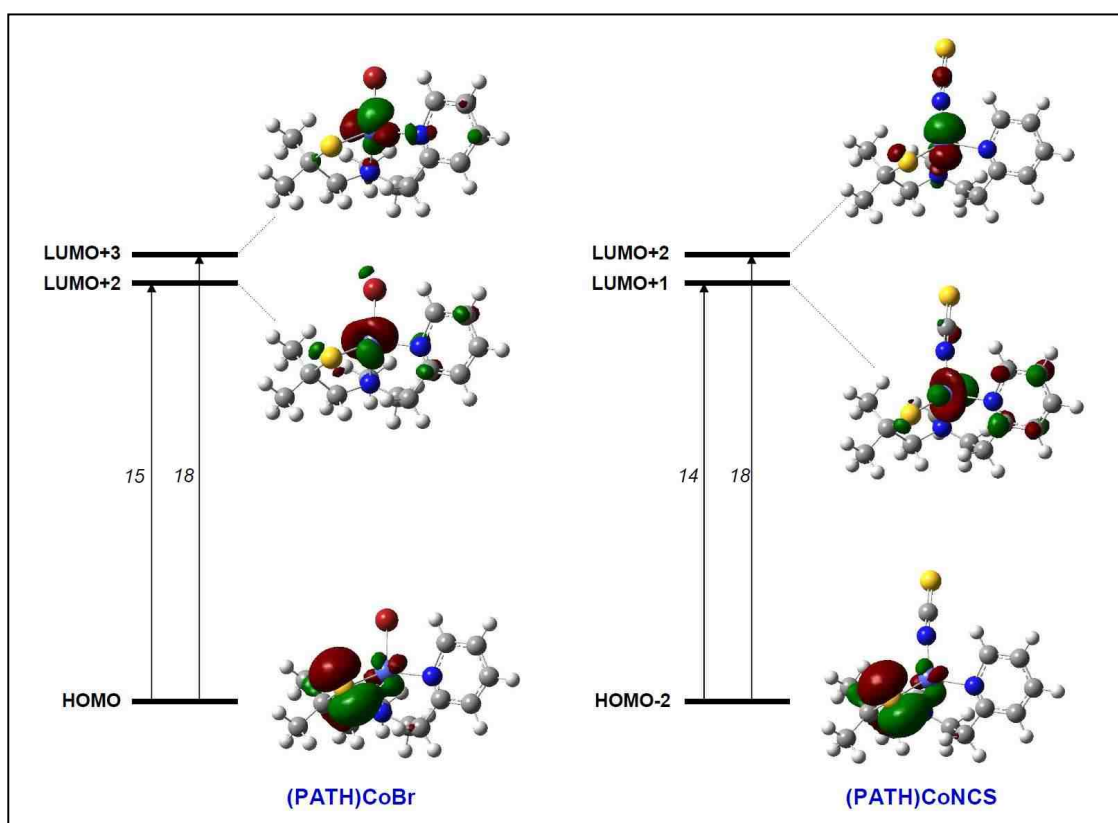 LUMO+3
LUMO+2
15
18
HOMO
(PATH)CoBr
LUMO+2
LUMO+1
14
18
HOMO-2
(PATH)CoNCS